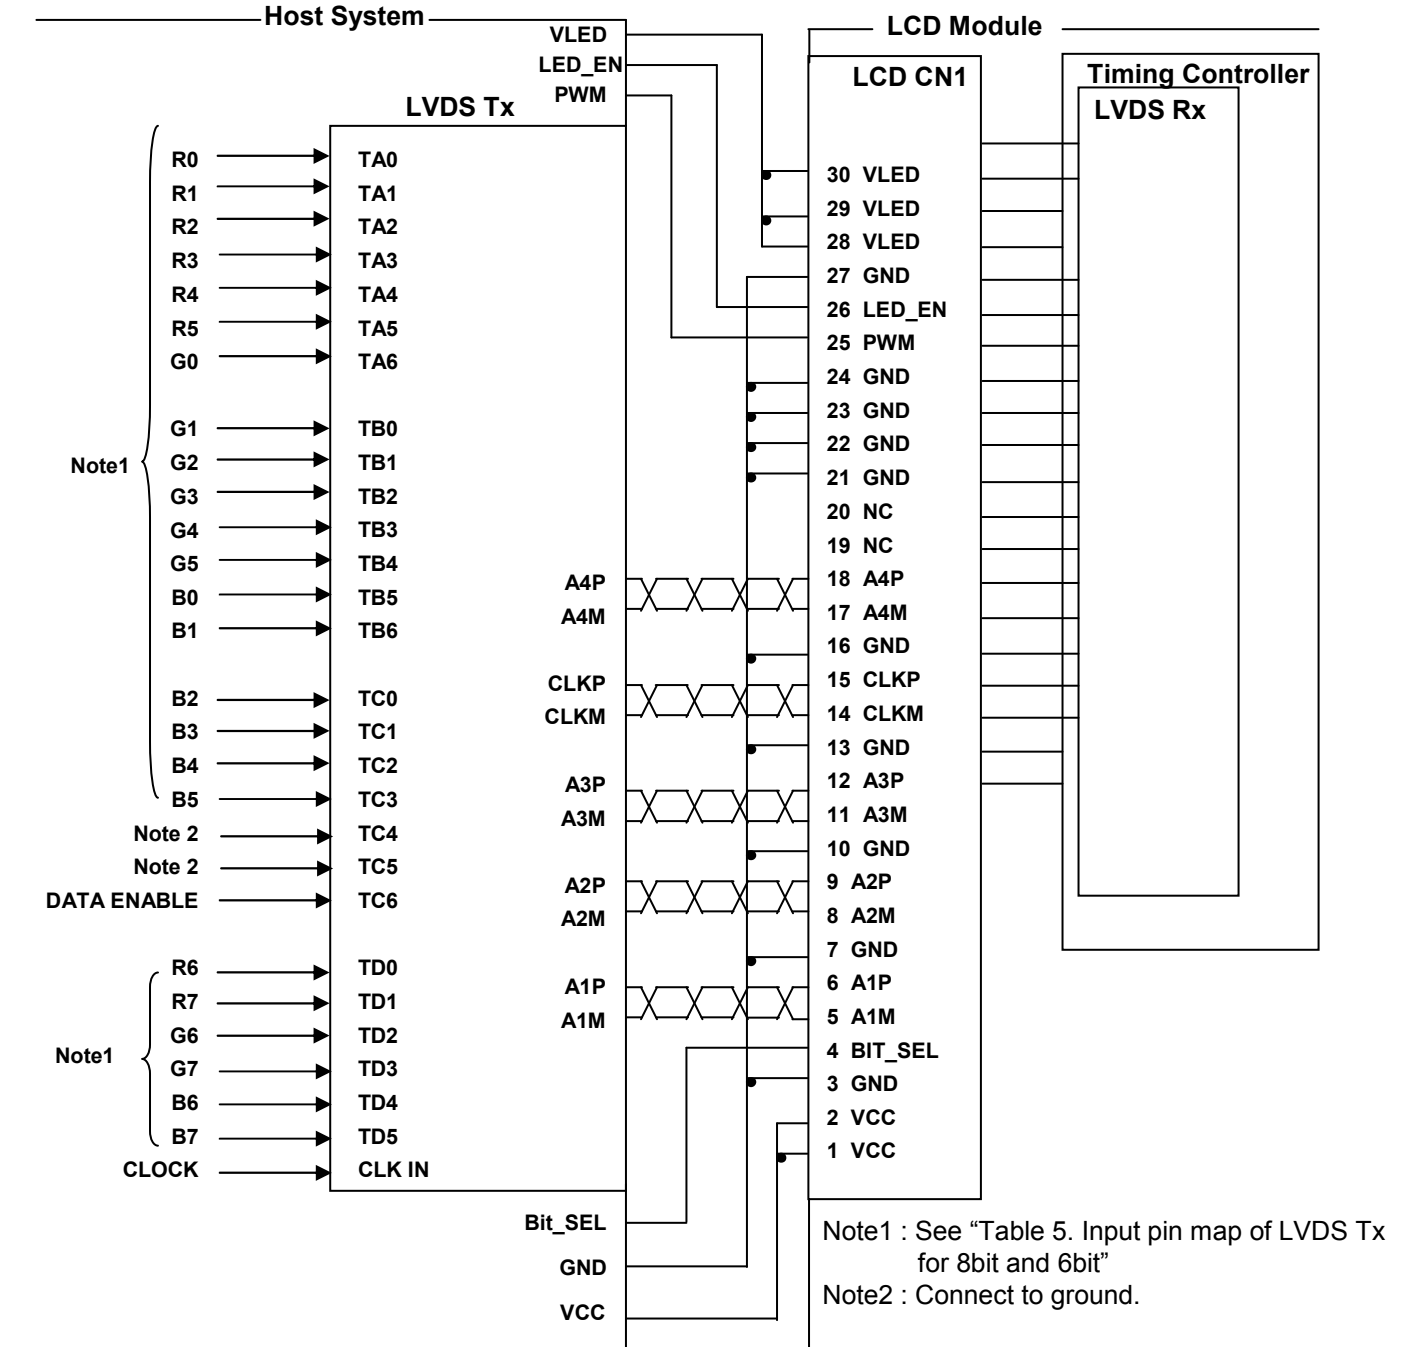 Host System
LCD Module
VLED
LED_EN
PWM
LVDS Tx
LCD CN1
Timing Controller
LVDS Rx
R0 TA0
R1 TA1
R2 TA2
R3 TA3
R4 TA4
R5 TA5
G0 TA6
G1 TB0
Note1
G2 TB1
G3 TB2
G4 TB3
G5 TB4
B0 TB5
B1 TB6
B2 TC0
B3 TC1
B4 TC2
B5 TC3
Note 2 TC4
Note 2 TC5
DATA ENABLE TC6
R6 TD0
R7 TD1
G6 TD2
Note1
G7 TD3
B6 TD4
B7 TD5
CLOCK CLK IN
A4P
A4M
CLKP
CLKM
A3P
A3M
A2P
A2M
A1P
A1M
Bit_SEL
GND
VCC
30 VLED
29 VLED
28 VLED
27 GND
26 LED_EN
25 PWM
24 GND
23 GND
22 GND
21 GND
20 NC
19 NC
18 A4P
17 A4M
16 GND
15 CLKP
14 CLKM
13 GND
12 A3P
11 A3M
10 GND
9 A2P
8 A2M
7 GND
6 A1P
5 A1M
4 BIT_SEL
3 GND
2 VCC
1 VCC
Note1 : See “Table 5. Input pin map of LVDS Tx
for 8bit and 6bit”
Note2 : Connect to ground.